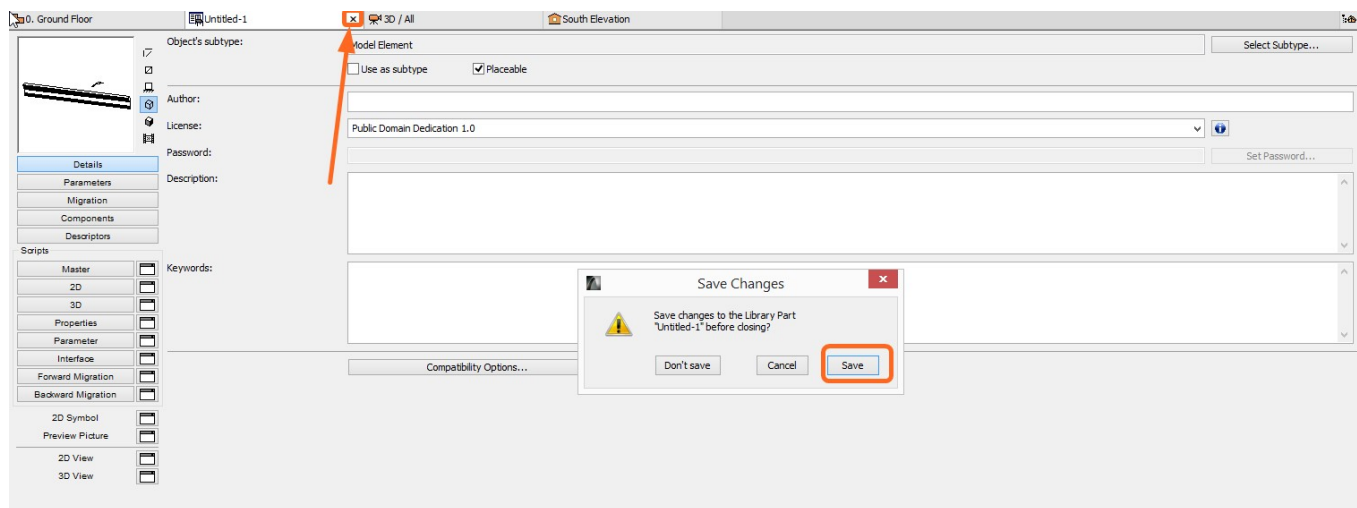 0. Ground Floor
Untitled-1
3D / All
South Elevation
Object's subtype:
Model Element
Select Subtype...
Use as subtype
Placeable
Author:
License:
Public Domain Dedication 1.0
Password:
Set Password...
Details
Parameters
Description:
Migration
Components
Descriptors
Scripts
Master
Keywords:
2D
3D
Properties
Parameter
Interface
Forward Migration
Backward Migration
2D Symbol
Preview Picture
2D View
3D View
Compatibility Options...
Save Changes
Save changes to the Library Part
"Untitled-1" before closing?
Don't save
Cancel
Save